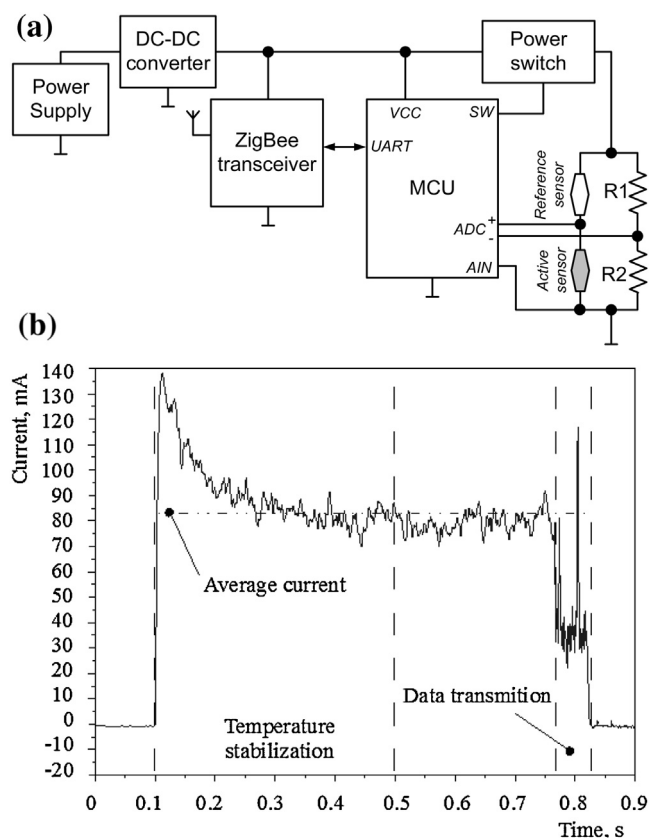 (a)
DC-DC
converter
Power
switch
Power
Supply
VCC
SW
ZigBee
transceiver
UART
MCU
Reference
sensor
R1
ADC
+
-
AIN
Active
sensor
R2
(b)
Current, mA
140
130
120
110
100
90
80
70
60
50
40
30
20
10
0
-10
-20
Average current
Temperature
stabilization
Data transmition
0
0.1
0.2
0.3
0.4
0.5
0.6
0.7
0.8
0.9
Time, s